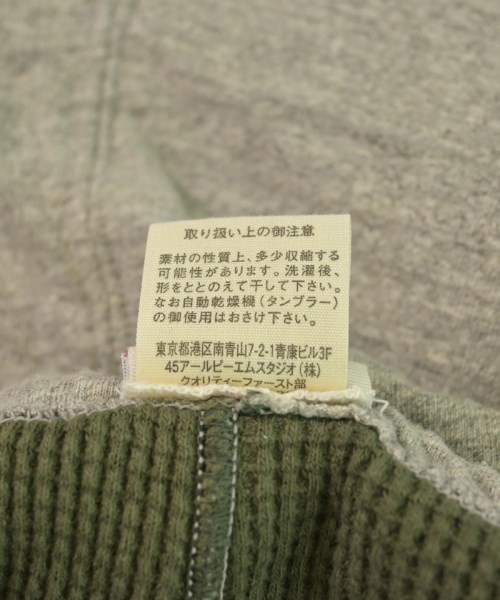 取り扱い上の御注意
素材の性質上、多少収縮する
可能性があります。洗濯後、
形をととのえて干して下さい。
なお自動乾燥機（タンブラー）
の御使用はおさけ下さい。
東京都港区南青山7-2-1青康ビル3F
45アールピーエムスタジオ（株）
クオリティーファースト部